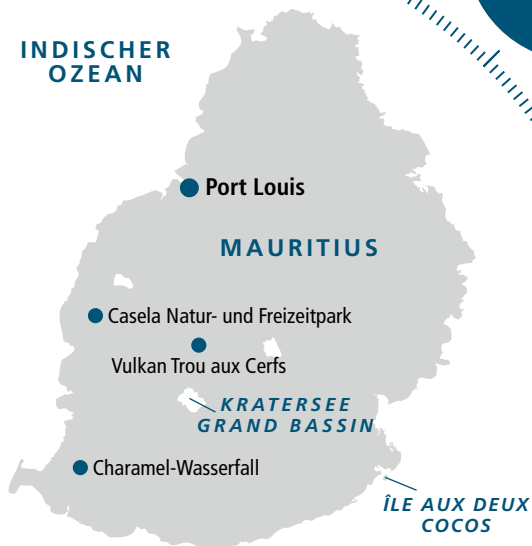 INDISCHER
OZEAN
Port Louis
MAURITIUS
Casela Natur- und Freizeitpark
Vulkan Trou aux Cerfs
KRATERSEE
GRAND BASSIN
Charamel-Wasserfall
ÎLE AUX DEUX
COCOS